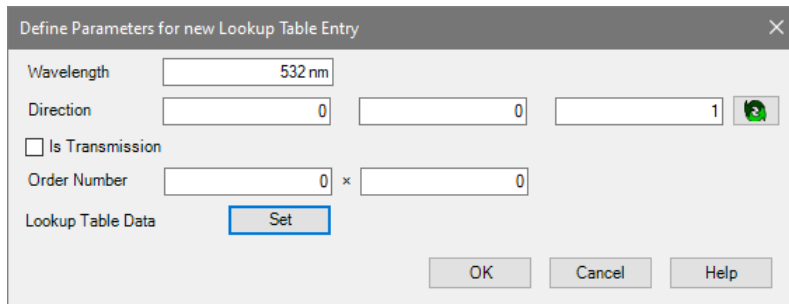 Define Parameters for new Lookup Table Entry
Wavelength 532 nm
Direction 0 0 1
Is Transmission
Order Number 0 × 0
Lookup Table Data Set
OK Cancel Help